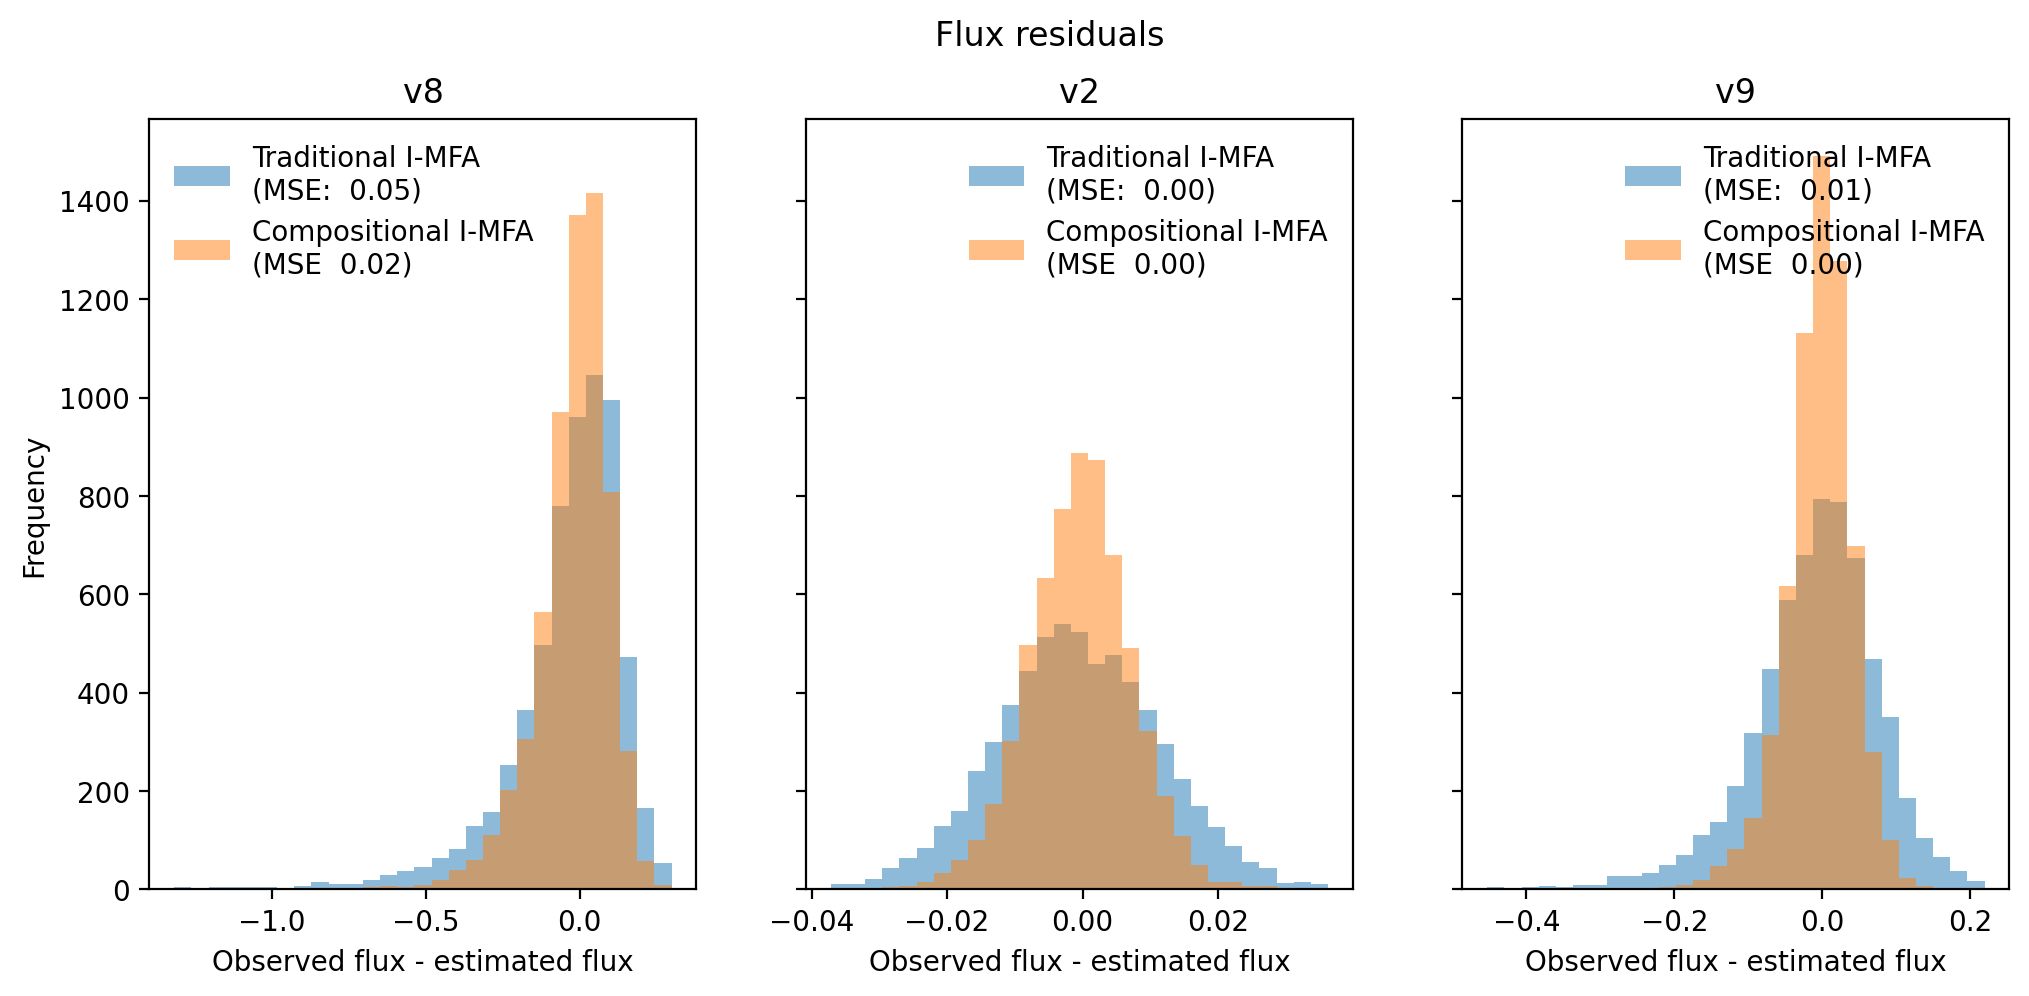 Flux residuals
v8
Traditional I-MFA
(MSE:  0.05)
Compositional I-MFA
(MSE  0.02)
Frequency
1400
1200
1000
800
600
400
200
0
−1.0
−0.5
0.0
Observed flux - estimated flux
v2
Traditional I-MFA
(MSE:  0.00)
Compositional I-MFA
(MSE  0.00)
−0.04
−0.02
0.00
0.02
Observed flux - estimated flux
v9
Traditional I-MFA
(MSE:  0.01)
Compositional I-MFA
(MSE  0.00)
−0.4
−0.2
0.0
0.2
Observed flux - estimated flux